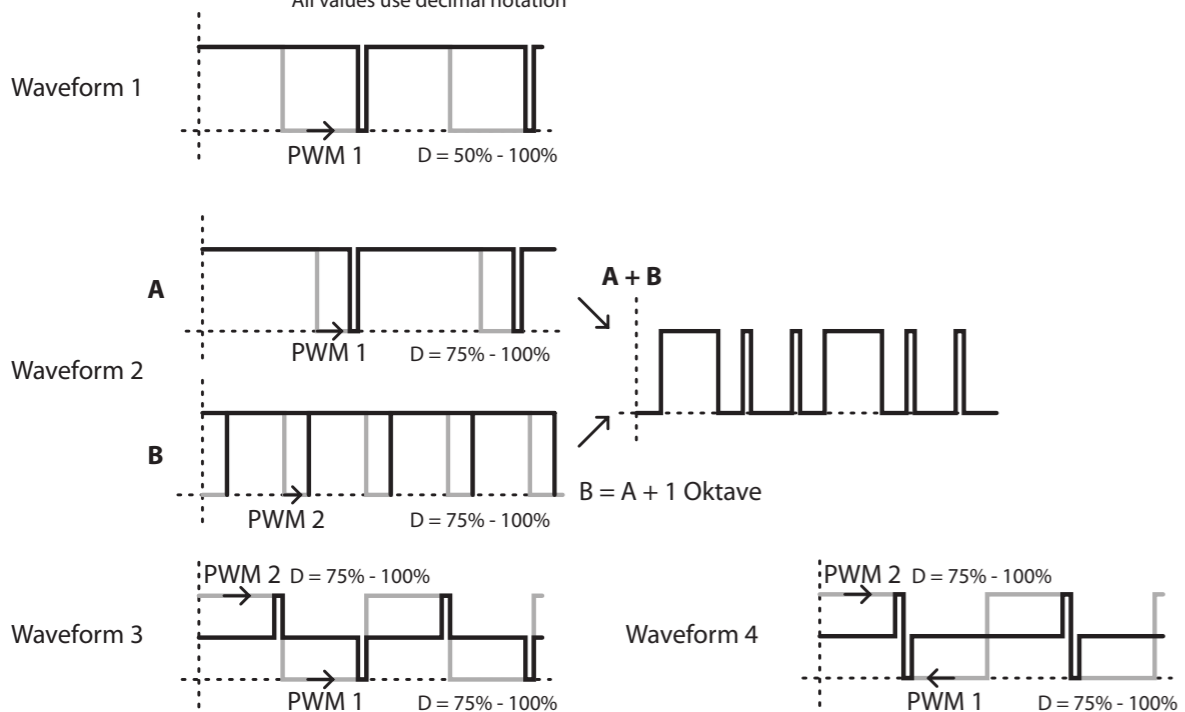 All values use decimal notation
Waveform 1
PWM 1
D = 50% - 100%
A
PWM 1
D = 75% - 100%
A + B
Waveform 2
B
PWM 2
D = 75% - 100%
B = A + 1 Oktave
Waveform 3
PWM 2 D = 75% - 100%
PWM 1
D = 75% - 100%
Waveform 4
PWM 2 D = 75% - 100%
PWM 1
D = 75% - 100%